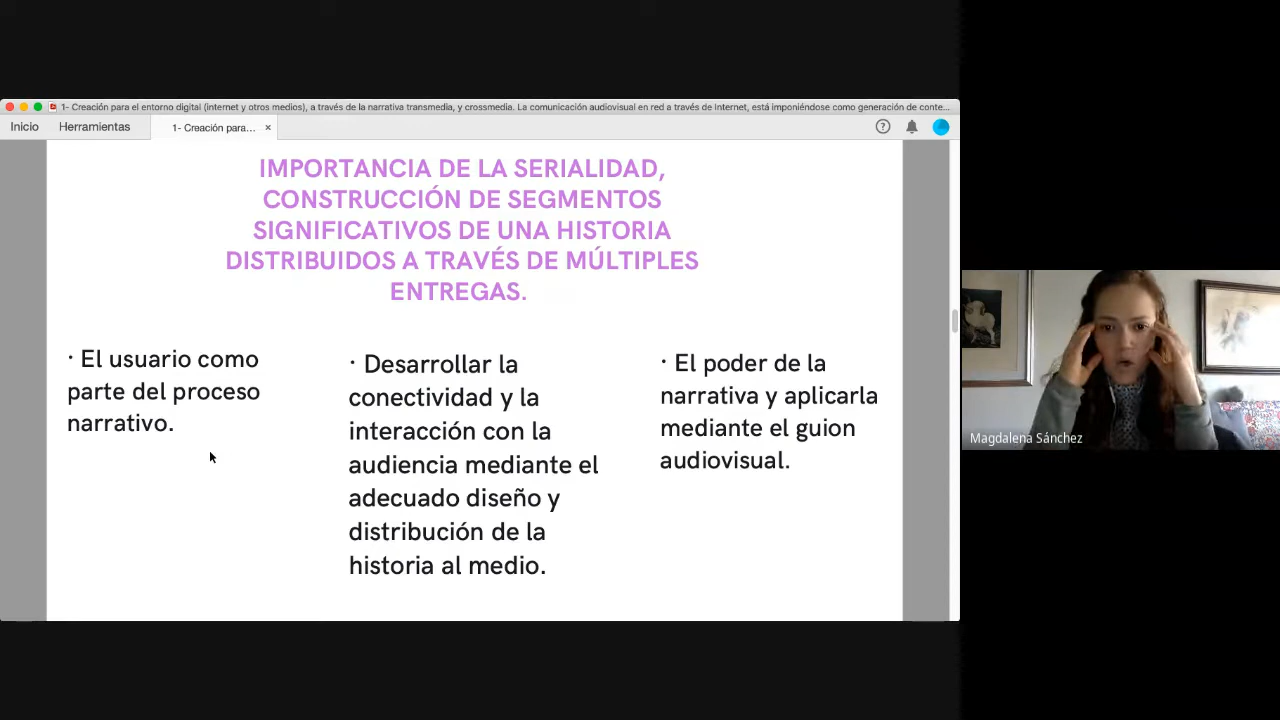 1- Creación para el entorno digital (internet y otros medios), a través de la narrativa transmedia, y crossmedia. La comunicación audiovisual en red a través de Internet, está imponiéndose como generación de conte...
Inicio
Herramientas
1- Creación para... ×
IMPORTANCIA DE LA SERIALIDAD,
CONSTRUCCIÓN DE SEGMENTOS
SIGNIFICATIVOS DE UNA HISTORIA
DISTRIBUIDOS A TRAVÉS DE MÚLTIPLES
ENTREGAS.
· El usuario como
parte del proceso
narrativo.
· Desarrollar la
conectividad y la
interacción con la
audiencia mediante el
adecuado diseño y
distribución de la
historia al medio.
· El poder de la
narrativa y aplicarla
mediante el guion
audiovisual.
Magdalena Sánchez